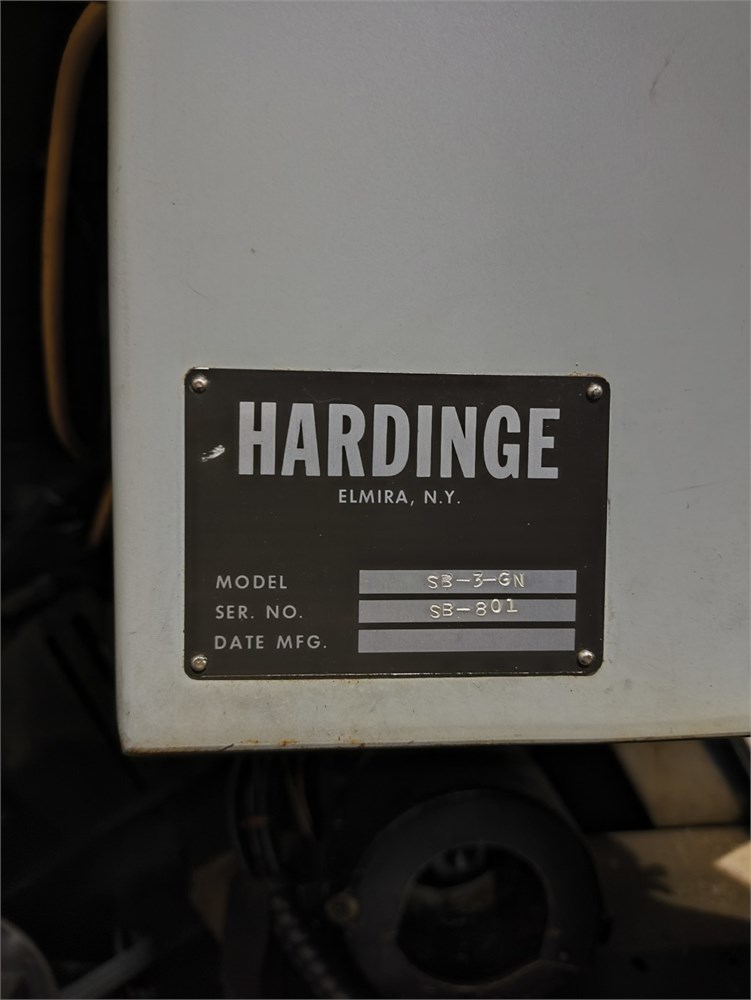 HARDINGE
ELMIRA, N.Y.
MODEL SB-3-GN
SER. NO. SB-801
DATE MFG.